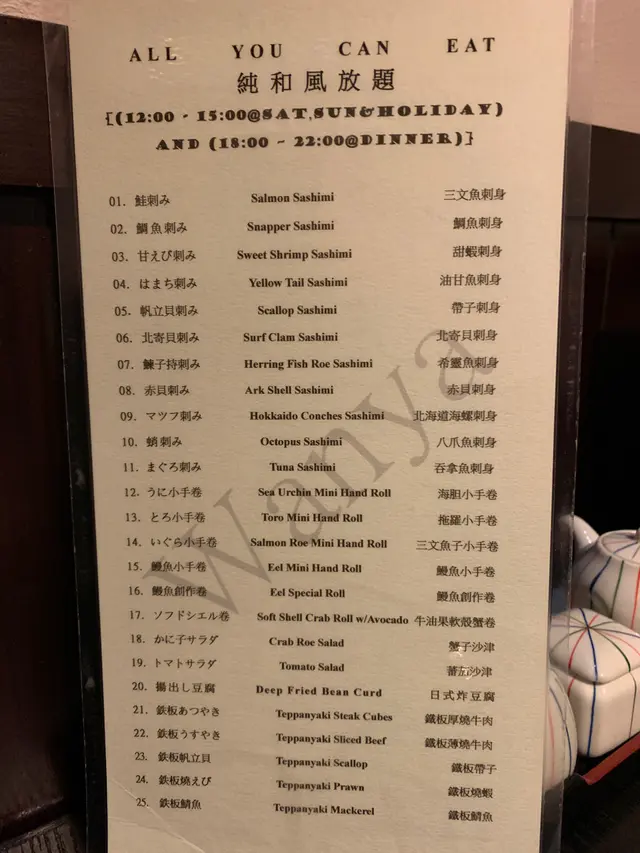 ALL YOU CAN EAT
純和風放題
{(12:00 - 15:00@SAT,SUN&HOLIDAY)
AND (18:00 ~ 22:00@DINNER)}
01. 鮭刺み Salmon Sashimi 三文魚刺身
02. 鯛魚刺み Snapper Sashimi 鯛魚刺身
03. 甘えび刺み Sweet Shrimp Sashimi 甜蝦刺身
04. はまち刺み Yellow Tail Sashimi 油甘魚刺身
05. 帆立貝刺み Scallop Sashimi 帶子刺身
06. 北寄貝刺み Surf Clam Sashimi 北寄貝刺身
07. 鰊子持刺み Herring Fish Roe Sashimi 希靈魚刺身
08. 赤貝刺み Ark Shell Sashimi 赤貝刺身
09. マツフ刺み Hokkaido Conches Sashimi 北海道海螺刺身
10. 蛸刺み Octopus Sashimi 八爪魚刺身
11. まぐろ刺み Tuna Sashimi 吞拿魚刺身
12. うに小手卷 Sea Urchin Mini Hand Roll 海胆小手卷
13. とろ小手卷 Toro Mini Hand Roll 拖羅小手卷
14. いぐら小手卷 Salmon Roe Mini Hand Roll 三文魚子小手卷
15. 鰻魚小手卷 Eel Mini Hand Roll 鰻魚小手卷
16. 鰻魚創作卷 Eel Special Roll 鰻魚創作卷
17. ソフドシエル卷 Soft Shell Crab Roll w/Avocado 牛油果軟殼蟹卷
18. かに子サラダ Crab Roe Salad 蟹子沙津
19. トマトサラダ Tomato Salad 蕃茄沙津
20. 揚出し豆腐 Deep Fried Bean Curd 日式炸豆腐
21. 鉄板あつやき Teppanyaki Steak Cubes 鐵板厚燒牛肉
22. 鉄板うすやき Teppanyaki Sliced Beef 鐵板薄燒牛肉
23. 鉄板帆立貝 Teppanyaki Scallop 鐵板帶子
24. 鉄板燒えび Teppanyaki Prawn 鐵板燒蝦
25. 鉄板鯖魚 Teppanyaki Mackerel 鐵板鯖魚
Wanya